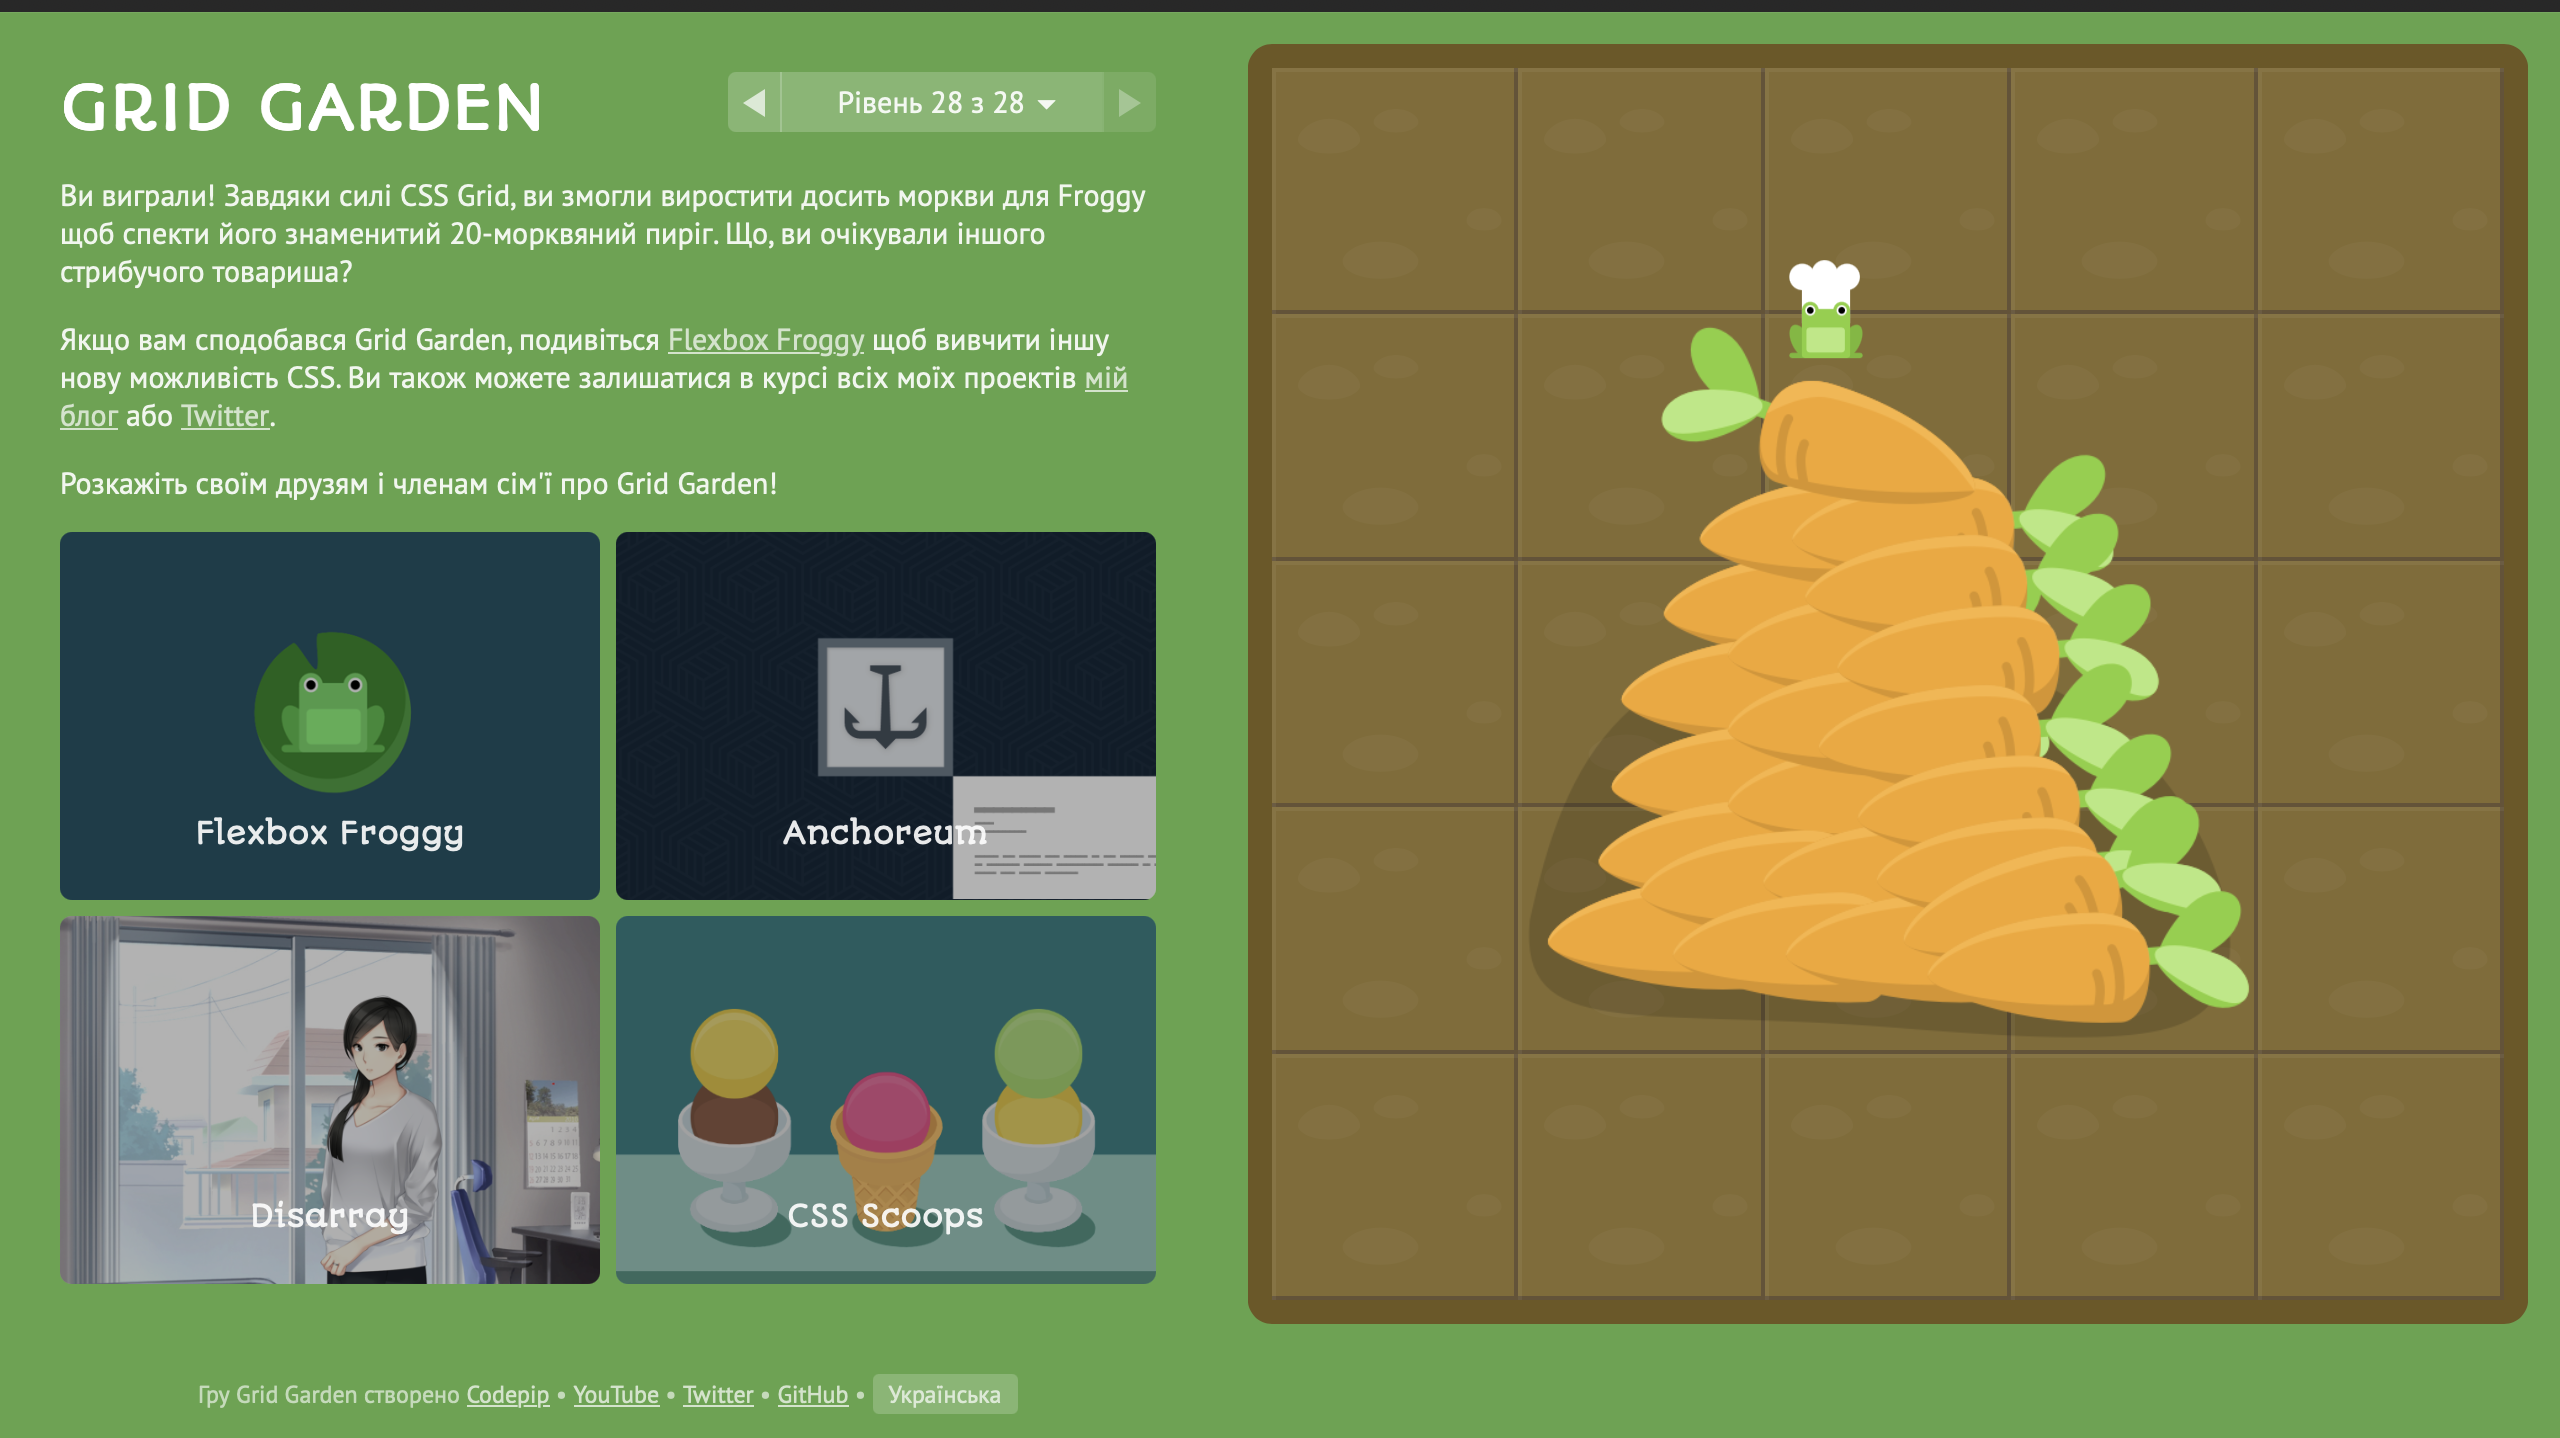 GRID GARDEN
Рівень 28 з 28
Ви виграли! Завдяки силі CSS Grid, ви змогли виростити досить моркви для Froggy
щоб спекти його знаменитий 20-морквяний пиріг. Що, ви очікували іншого
стрибучого товариша?
Якщо вам сподобався Grid Garden, подивіться Flexbox Froggy щоб вивчити іншу
нову можливість CSS. Ви також можете залишатися в курсі всіх моїх проектів мій
блог або Twitter.
Розкажіть своїм друзям і членам сім'ї про Grid Garden!
Flexbox Froggy
Anchoreum
Disarray
CSS Scoops
Гру Grid Garden створено Codepip • YouTube • Twitter • GitHub • Українська